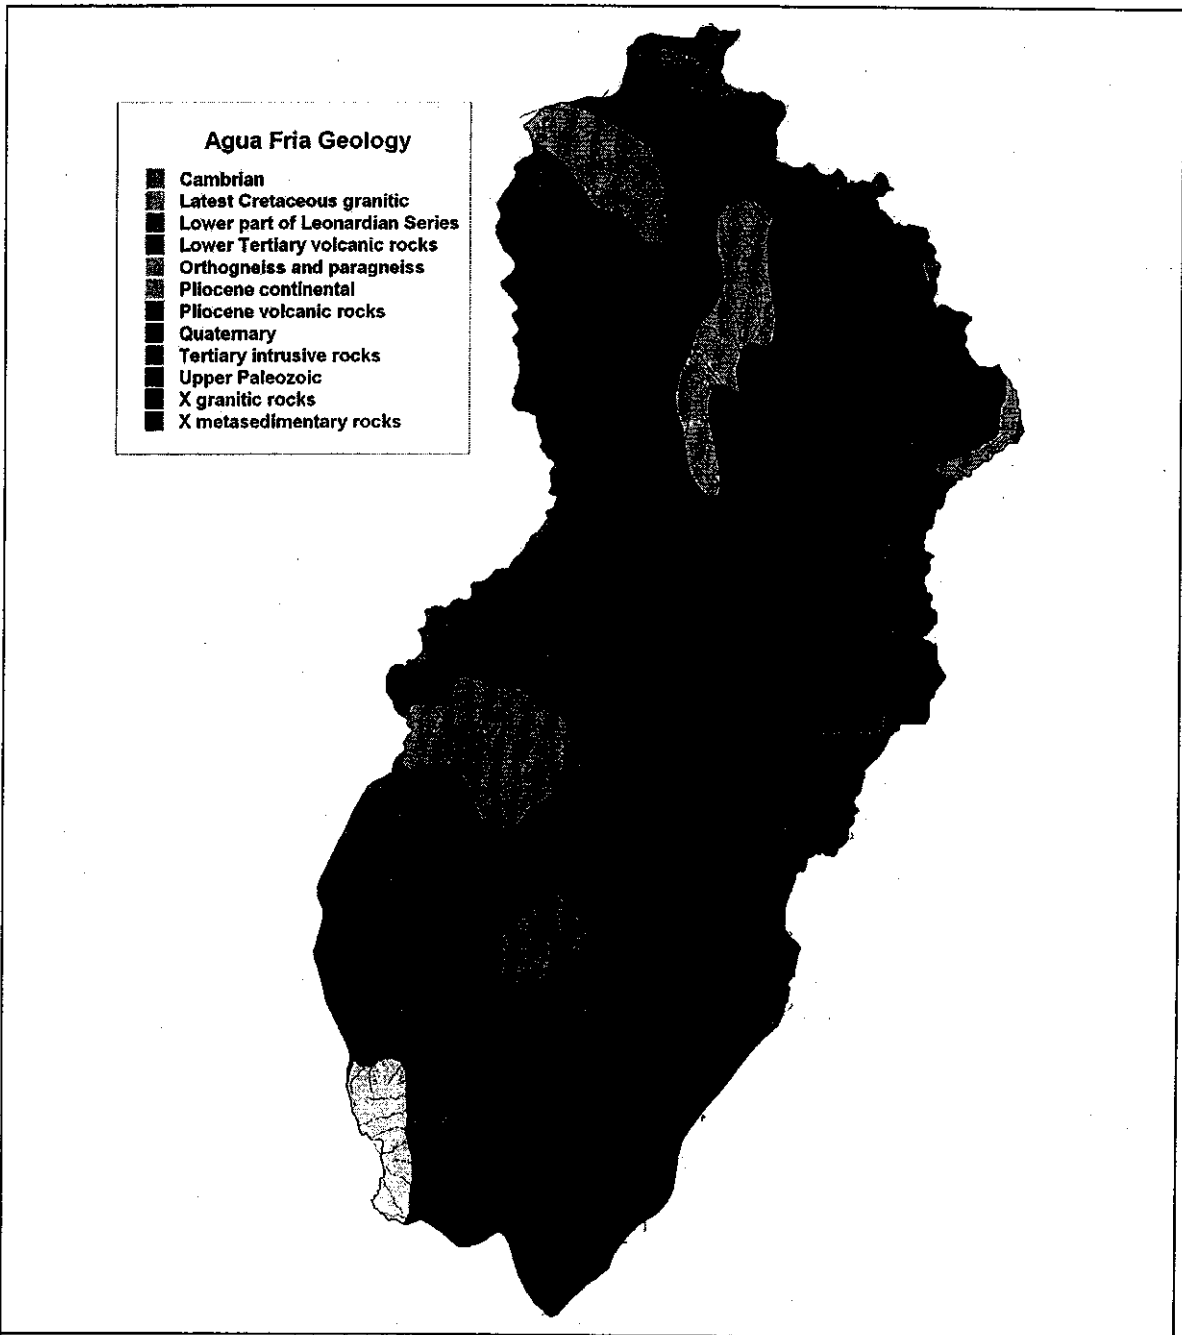 Agua Fria Geology
Cambrian
Latest Cretaceous granitic
Lower part of Leonardian Series
Lower Tertiary volcanic rocks
Orthogneiss and paragneiss
Pliocene continental
Pliocene volcanic rocks
Quaternary
Tertiary intrusive rocks
Upper Paleozoic
X granitic rocks
X metasedimentary rocks